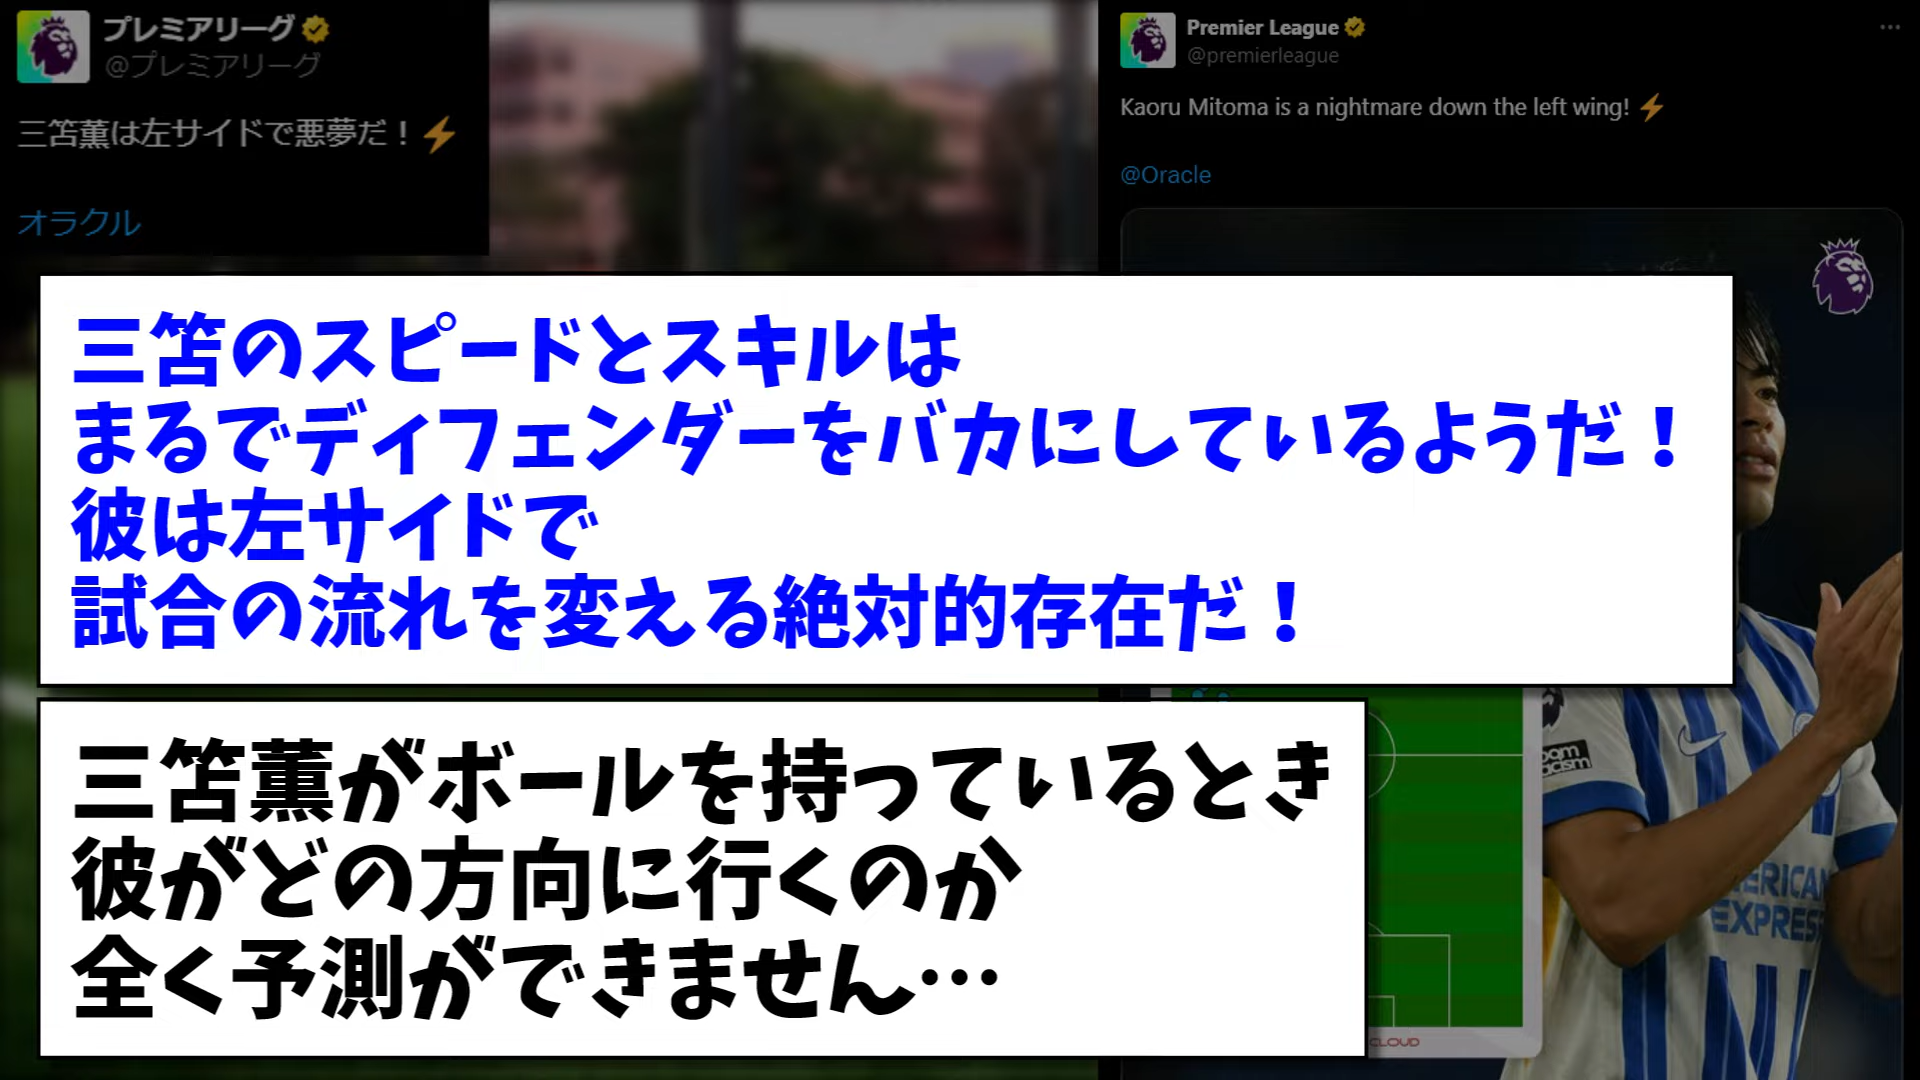 プレミアリーグ
@プレミアリーグ
三笘薫は左サイドで悪夢だ！⚡
オラクル
Premier League
@premierleague
Kaoru Mitoma is a nightmare down the left wing! ⚡
@Oracle
三笘のスピードとスキルは
まるでディフェンダーをバカにしているようだ！
彼は左サイドで
試合の流れを変える絶対的存在だ！
三笘薫がボールを持っているとき
彼がどの方向に行くのか
全く予測ができません…
CLOUD
AMERICAN
EXPRESS